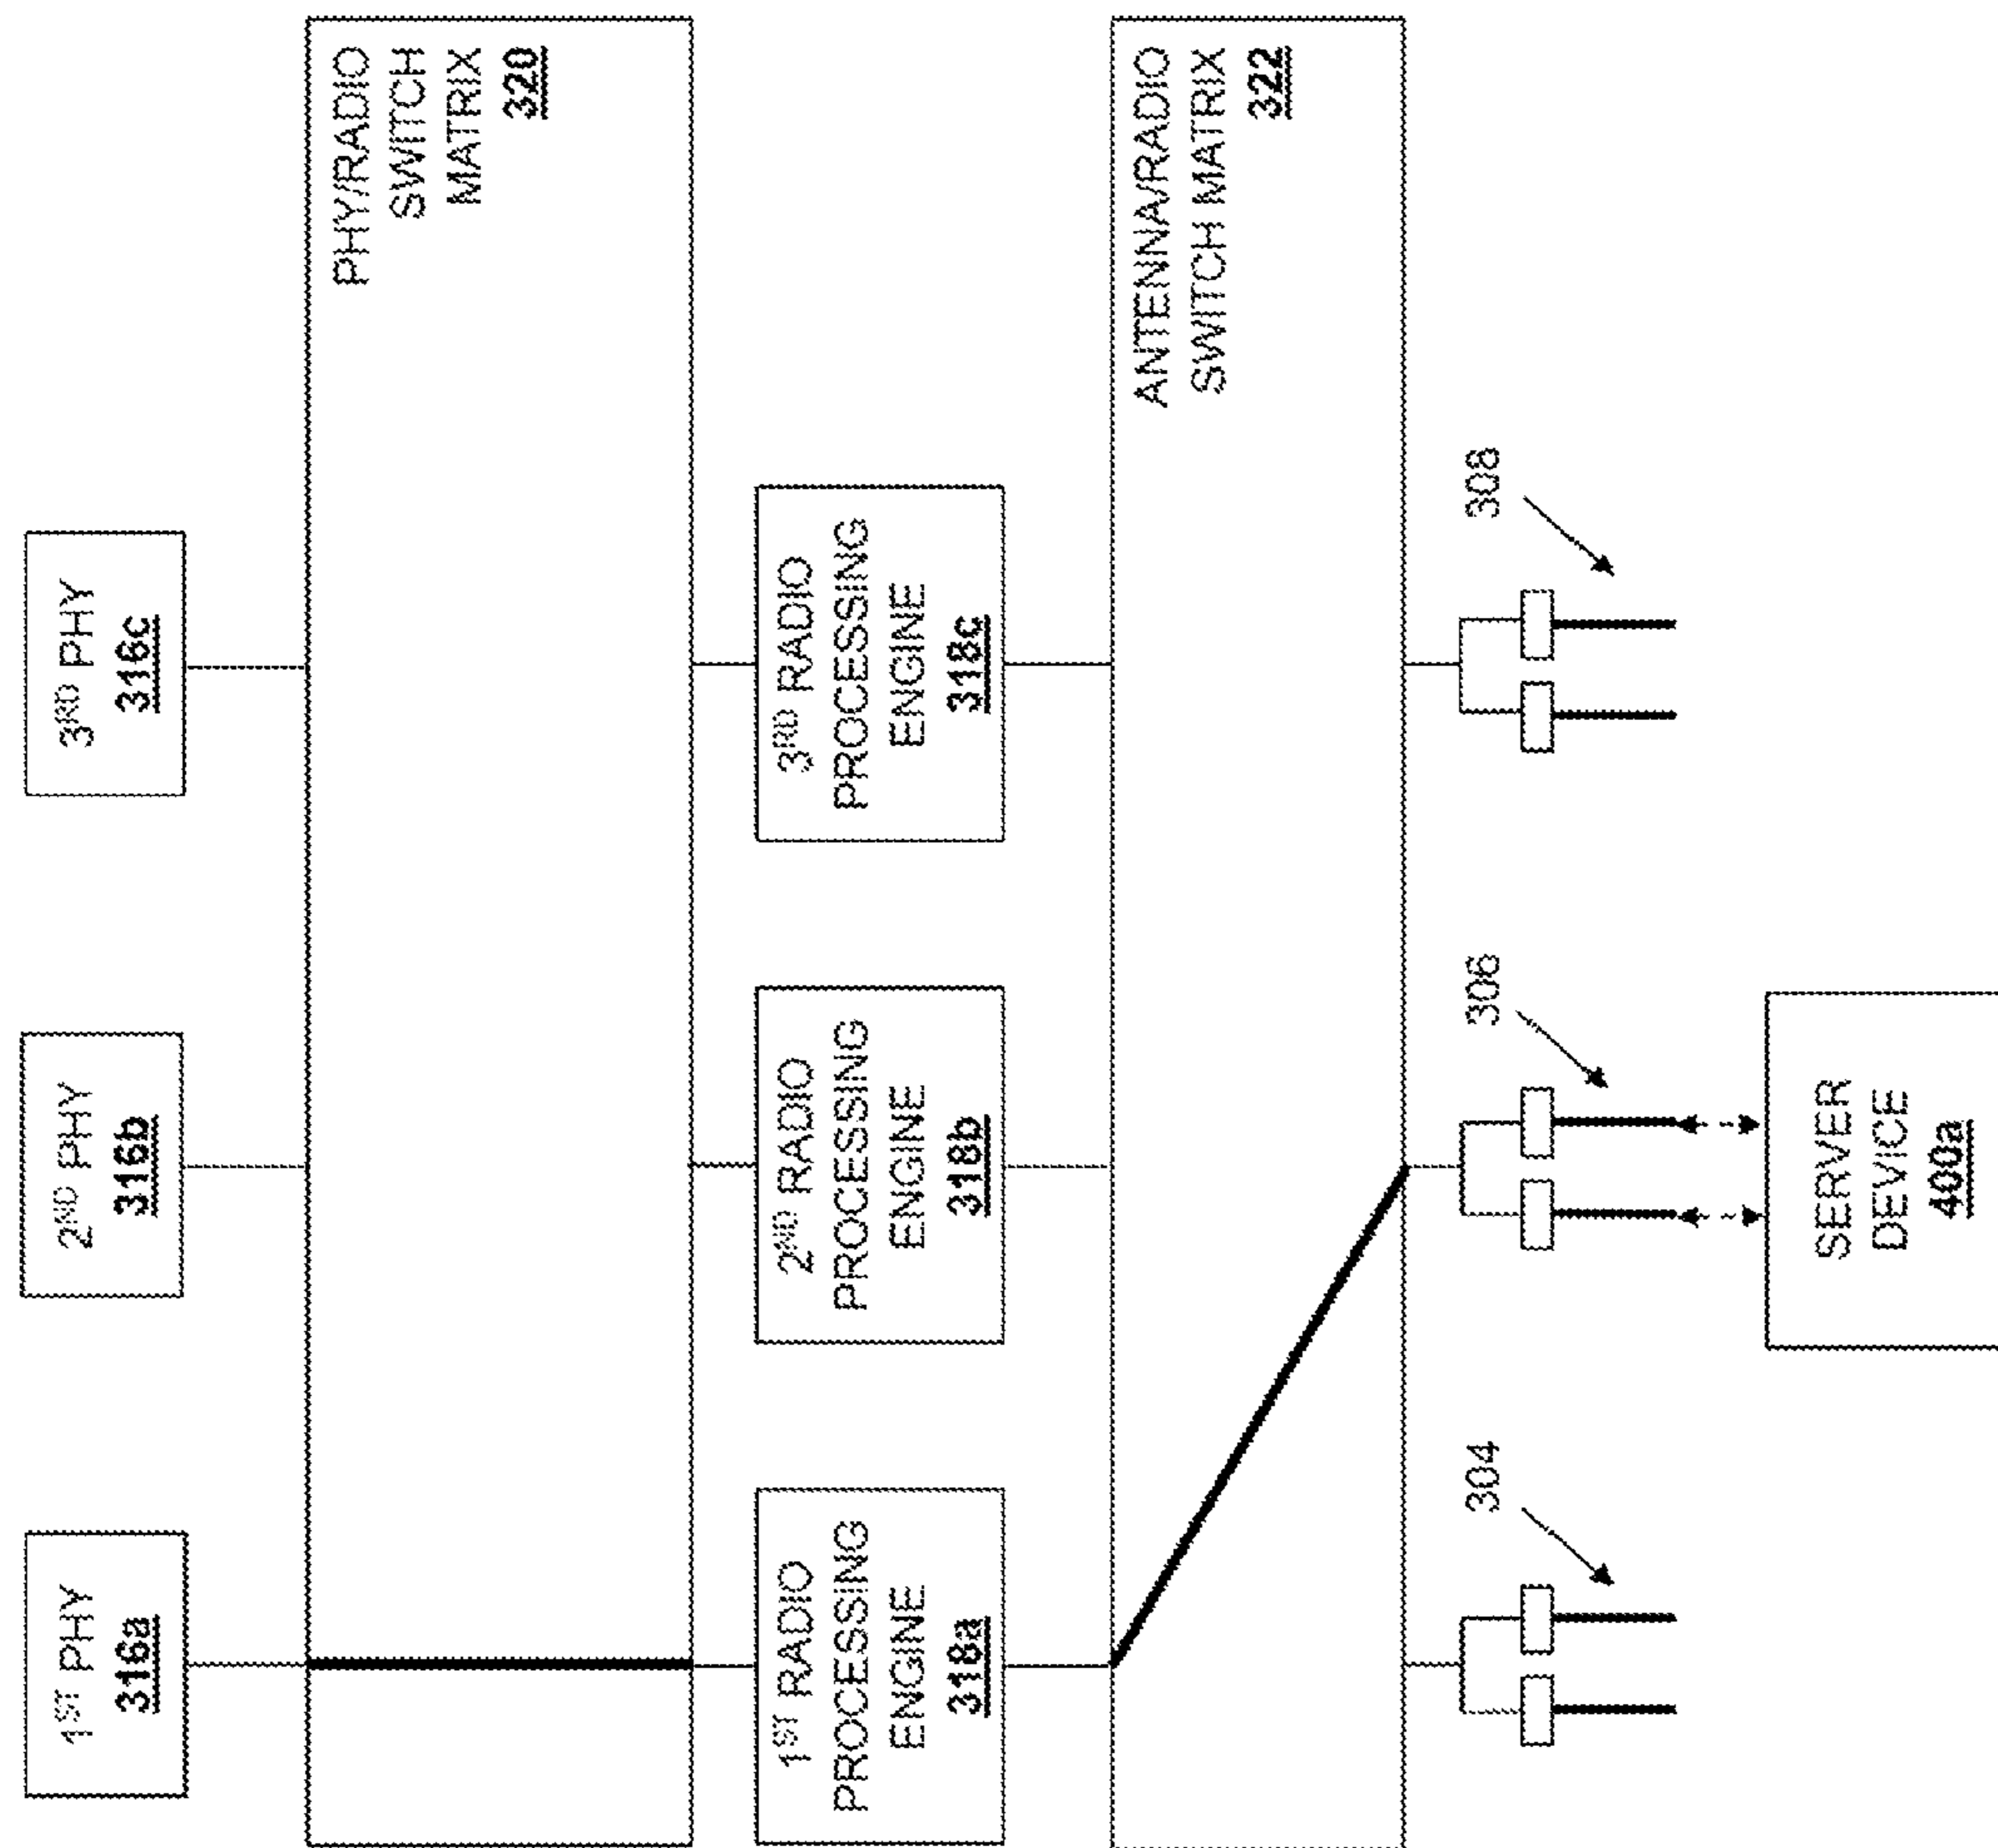 1ST PHY
316a
2ND PHY
316b
3RD PHY
316c
PHY/RADIO
SWITCH
MATRIX
320
1ST RADIO
PROCESSING
ENGINE
318a
2ND RADIO
PROCESSING
ENGINE
318b
3RD RADIO
PROCESSING
ENGINE
318c
ANTENNA/RADIO
SWITCH MATRIX
322
304
306
308
SERVER
DEVICE
400a